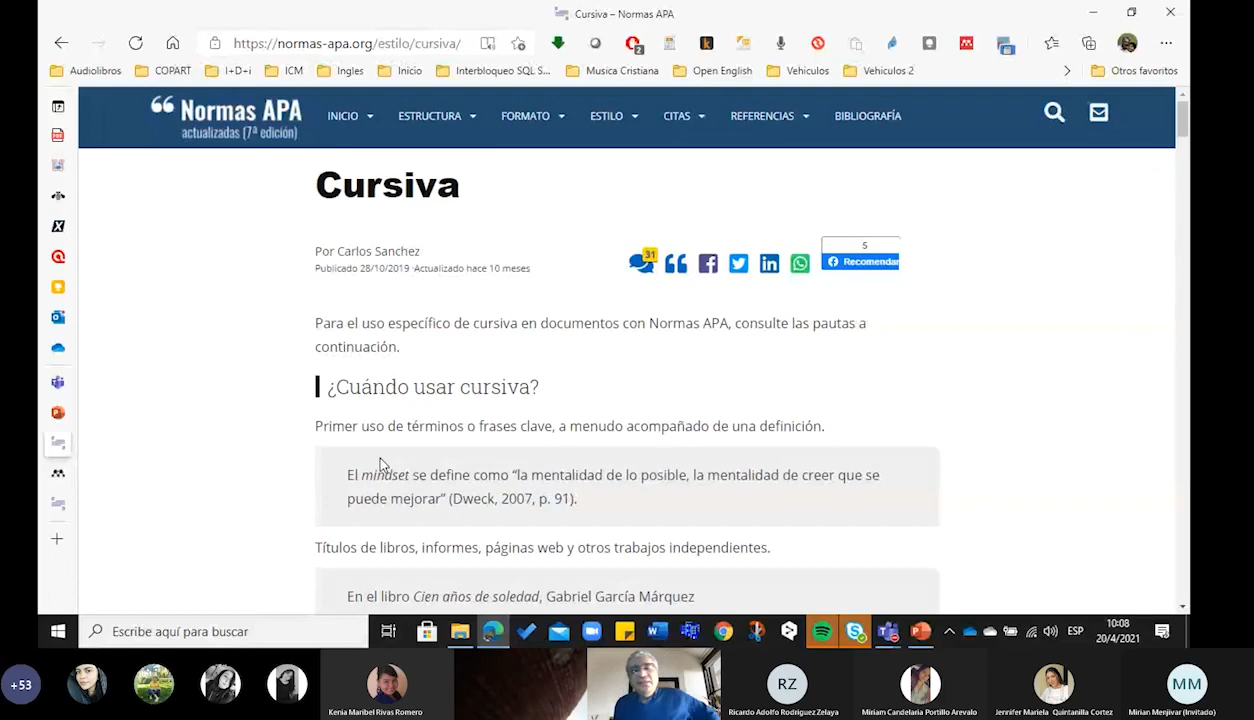 Cursiva – Normas APA
https://normas-apa.org/estilo/cursiva/
2
Audiolibros COPART I+D+i ICM Ingles Inicio Interbloqueo SQL S... Musica Cristiana Open English Vehiculos Vehiculos 2 Otros favoritos
“ Normas APA
actualizadas (7ª edición)
INICIO ESTRUCTURA FORMATO ESTILO CITAS REFERENCIAS BIBLIOGRAFÍA
Cursiva
Por Carlos Sanchez
Publicado 28/10/2019 ·Actualizado hace 10 meses
31
5
Recomendar
Para el uso específico de cursiva en documentos con Normas APA, consulte las pautas a
continuación.
¿Cuándo usar cursiva?
Primer uso de términos o frases clave, a menudo acompañado de una definición.
El mindset se define como “la mentalidad de lo posible, la mentalidad de creer que se
puede mejorar” (Dweck, 2007, p. 91).
Títulos de libros, informes, páginas web y otros trabajos independientes.
En el libro Cien años de soledad, Gabriel García Márquez
Escribe aquí para buscar
ESP
10:08
20/4/2021
+53
RZ
MM
Kenia Maribel Rivas Romero
Ricardo Adolfo Rodriguez Zelaya
Miriam Candelaria Portillo Arevalo
Jennifer Mariela Quintanilla Cortez
Mirian Menjivar (Invitado)